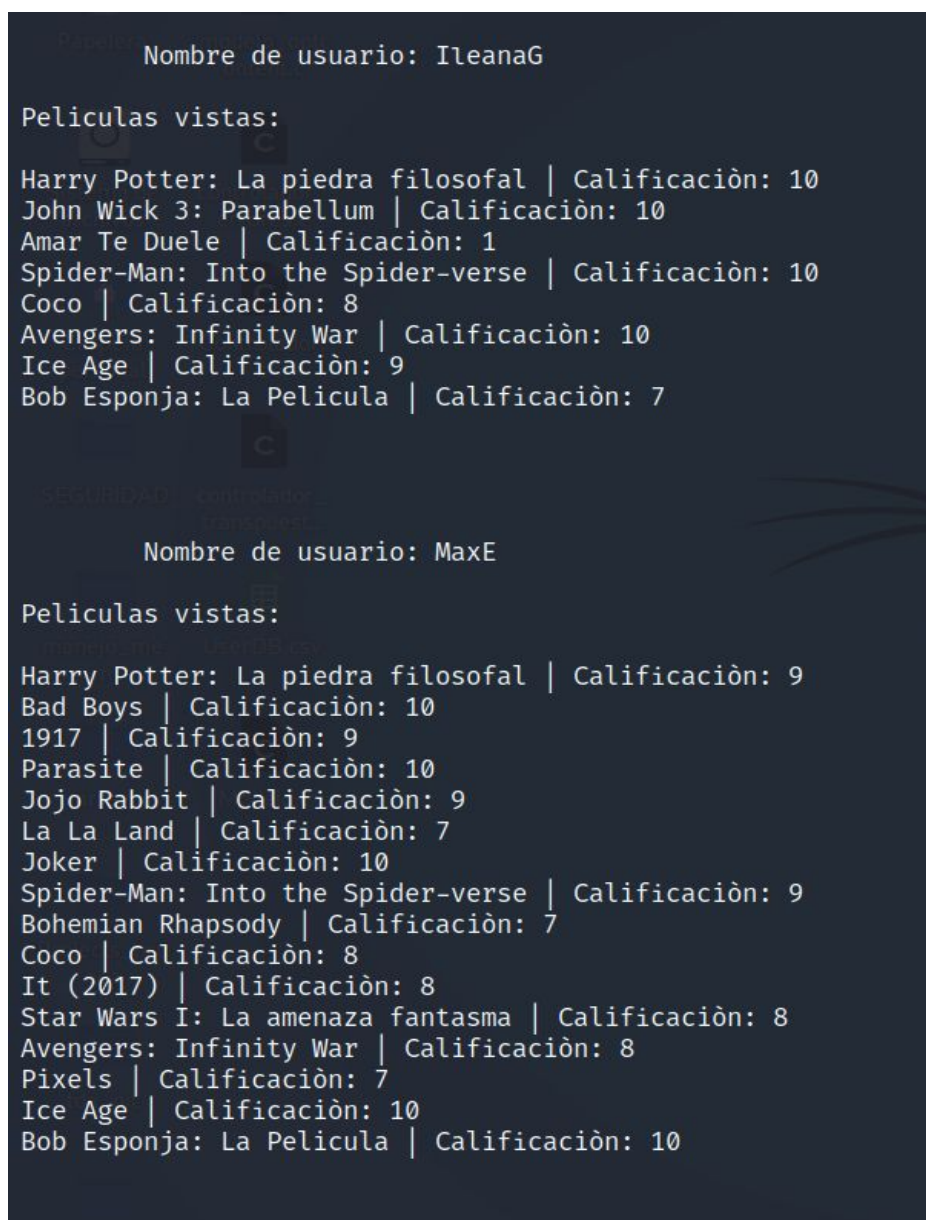 Nombre de usuario: IleanaG
Peliculas vistas:
Harry Potter: La piedra filosofal | Calificaciòn: 10
John Wick 3: Parabellum | Calificaciòn: 10
Amar Te Duele | Calificaciòn: 1
Spider-Man: Into the Spider-verse | Calificaciòn: 10
Coco | Calificaciòn: 8
Avengers: Infinity War | Calificaciòn: 10
Ice Age | Calificaciòn: 9
Bob Esponja: La Pelicula | Calificaciòn: 7
SEGURIDAD controlador_
Nombre de usuario: MaxE
Peliculas vistas:
manejo_me UserDB.csv
Harry Potter: La piedra filosofal | Calificaciòn: 9
Bad Boys | Calificaciòn: 10
1917 | Calificaciòn: 9
Parasite | Calificaciòn: 10
Jojo Rabbit | Calificaciòn: 9
La La Land | Calificaciòn: 7
Joker | Calificaciòn: 10
Spider-Man: Into the Spider-verse | Calificaciòn: 9
Bohemian Rhapsody | Calificaciòn: 7
Coco | Calificaciòn: 8
It (2017) | Calificaciòn: 8
Star Wars I: La amenaza fantasma | Calificaciòn: 8
Avengers: Infinity War | Calificaciòn: 8
Pixels | Calificaciòn: 7
Ice Age | Calificaciòn: 10
Bob Esponja: La Pelicula | Calificaciòn: 10